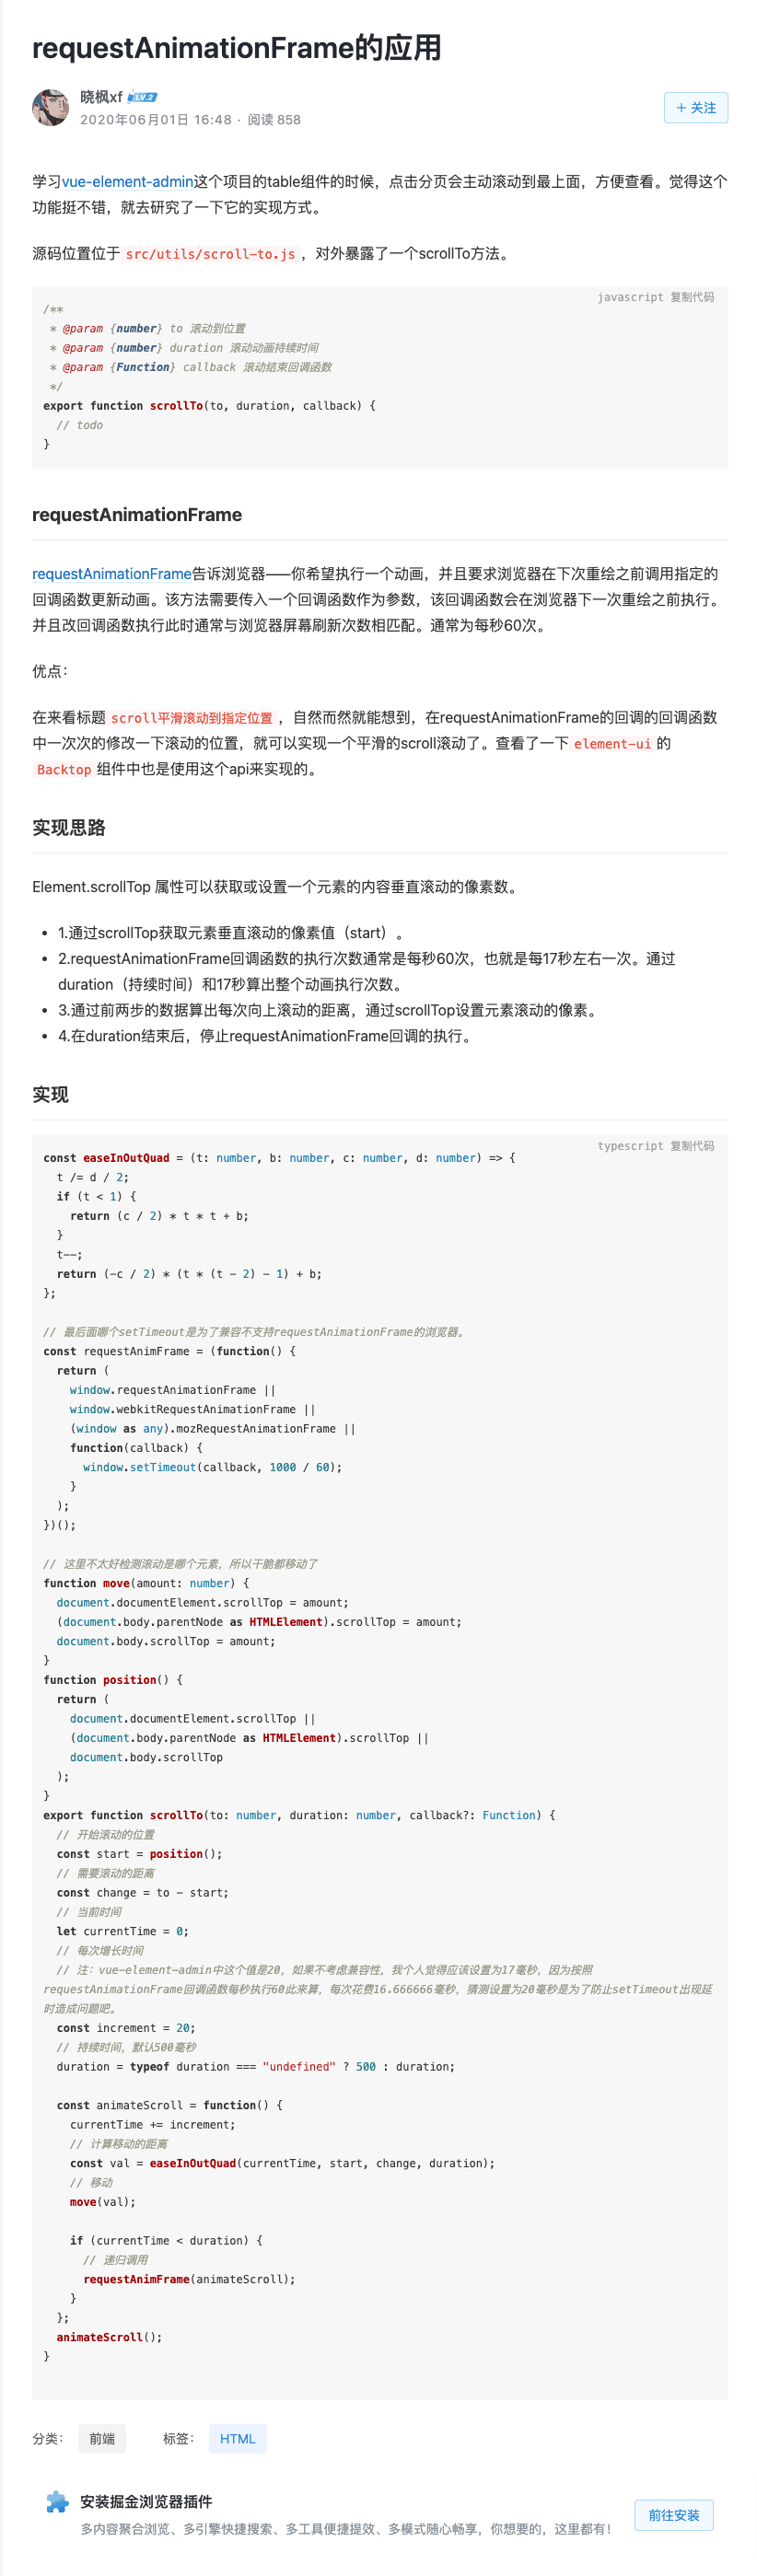 requestAnimationFrame的应用
晓枫xf LV.2
2020年06月01日 16:48 · 阅读 858
+ 关注
学习vue-element-admin这个项目的table组件的时候，点击分页会主动滚动到最上面，方便查看。觉得这个
功能挺不错，就去研究了一下它的实现方式。
源码位置位于 src/utils/scroll-to.js ，对外暴露了一个scrollTo方法。
javascript 复制代码
/**
 * @param {number} to 滚动到位置
 * @param {number} duration 滚动动画持续时间
 * @param {Function} callback 滚动结束回调函数
 */
export function scrollTo(to, duration, callback) {
  // todo
}
requestAnimationFrame
requestAnimationFrame告诉浏览器——你希望执行一个动画，并且要求浏览器在下次重绘之前调用指定的
回调函数更新动画。该方法需要传入一个回调函数作为参数，该回调函数会在浏览器下一次重绘之前执行。
并且改回调函数执行此时通常与浏览器屏幕刷新次数相匹配。通常为每秒60次。
优点：
在来看标题 scroll平滑滚动到指定位置 ，自然而然就能想到，在requestAnimationFrame的回调的回调函数
中一次次的修改一下滚动的位置，就可以实现一个平滑的scroll滚动了。查看了一下 element-ui 的
Backtop 组件中也是使用这个api来实现的。
实现思路
Element.scrollTop 属性可以获取或设置一个元素的内容垂直滚动的像素数。
• 1.通过scrollTop获取元素垂直滚动的像素值（start）。
• 2.requestAnimationFrame回调函数的执行次数通常是每秒60次，也就是每17秒左右一次。通过
duration（持续时间）和17秒算出整个动画执行次数。
• 3.通过前两步的数据算出每次向上滚动的距离，通过scrollTop设置元素滚动的像素。
• 4.在duration结束后，停止requestAnimationFrame回调的执行。
实现
typescript 复制代码
const easeInOutQuad = (t: number, b: number, c: number, d: number) => {
  t /= d / 2;
  if (t < 1) {
    return (c / 2) * t * t + b;
  }
  t--;
  return (-c / 2) * (t * (t - 2) - 1) + b;
};
// 最后面哪个setTimeout是为了兼容不支持requestAnimationFrame的浏览器。
const requestAnimFrame = (function() {
  return (
    window.requestAnimationFrame ||
    window.webkitRequestAnimationFrame ||
    (window as any).mozRequestAnimationFrame ||
    function(callback) {
      window.setTimeout(callback, 1000 / 60);
    }
  );
})();
// 这里不太好检测滚动是哪个元素，所以干脆都移动了
function move(amount: number) {
  document.documentElement.scrollTop = amount;
  (document.body.parentNode as HTMLElement).scrollTop = amount;
  document.body.scrollTop = amount;
}
function position() {
  return (
    document.documentElement.scrollTop ||
    (document.body.parentNode as HTMLElement).scrollTop ||
    document.body.scrollTop
  );
}
export function scrollTo(to: number, duration: number, callback?: Function) {
  // 开始滚动的位置
  const start = position();
  // 需要滚动的距离
  const change = to - start;
  // 当前时间
  let currentTime = 0;
  // 每次增长时间
  // 注：vue-element-admin中这个值是20，如果不考虑兼容性，我个人觉得应该设置为17毫秒，因为按照
requestAnimationFrame回调函数每秒执行60此来算，每次花费16.666666毫秒，猜测设置为20毫秒是为了防止setTimeout出现延
时造成问题吧。
  const increment = 20;
  // 持续时间，默认500毫秒
  duration = typeof duration === "undefined" ? 500 : duration;
  const animateScroll = function() {
    currentTime += increment;
    // 计算移动的距离
    const val = easeInOutQuad(currentTime, start, change, duration);
    // 移动
    move(val);
    if (currentTime < duration) {
      // 递归调用
      requestAnimFrame(animateScroll);
    }
  };
  animateScroll();
}
分类： 前端 标签： HTML
安装掘金浏览器插件
多内容聚合浏览、多引擎快捷搜索、多工具便捷提效、多模式随心畅享，你想要的，这里都有！
前往安装